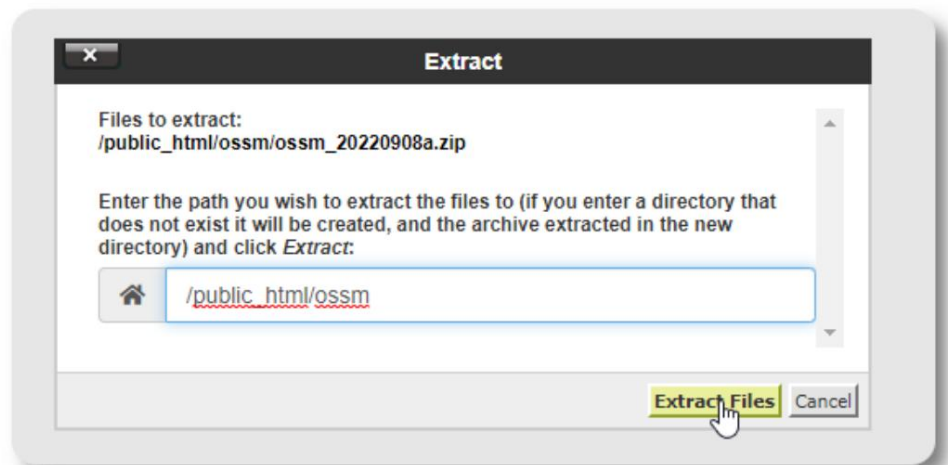 Extract
Files to extract:
/public_html/ossm/ossm_20220908a.zip
Enter the path you wish to extract the files to (if you enter a directory that
does not exist it will be created, and the archive extracted in the new
directory) and click Extract:
/public_html/ossm
Extract Files Cancel